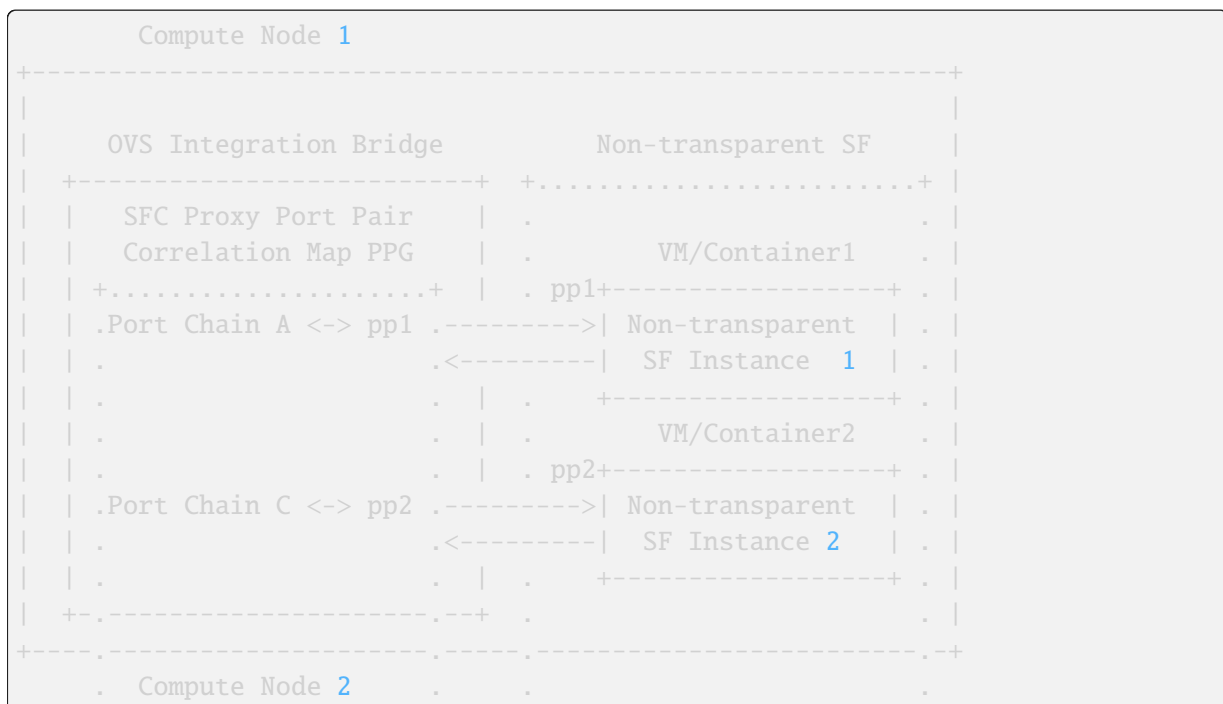 Compute Node 1
+-------------------------------------------------------------+
|                                                             |
|     OVS Integration Bridge          Non-transparent SF      |
|  +--------------------------+  +.........................+ |
|  |   SFC Proxy Port Pair    |  .                         . |
|  |   Correlation Map PPG    |  .        VM/Container1    . |
|  | +.....................+  |  . pp1+------------------+ . |
|  | .Port Chain A <-> pp1 .--------->| Non-transparent  | . |
|  | .                     .<---------|  SF Instance  1  | . |
|  | .                     .  |  .    +------------------+ . |
|  | .                     .  |  .        VM/Container2    . |
|  | .                     .  |  . pp2+------------------+ . |
|  | .Port Chain C <-> pp2 .--------->| Non-transparent  | . |
|  | .                     .<---------|  SF Instance 2   | . |
|  | .                     .  |  .    +------------------+ . |
|  +-.---------------------.--+  .                         . |
+----.---------------------.-----.-------------------------.-+
     .  Compute Node 2     .     .                         .